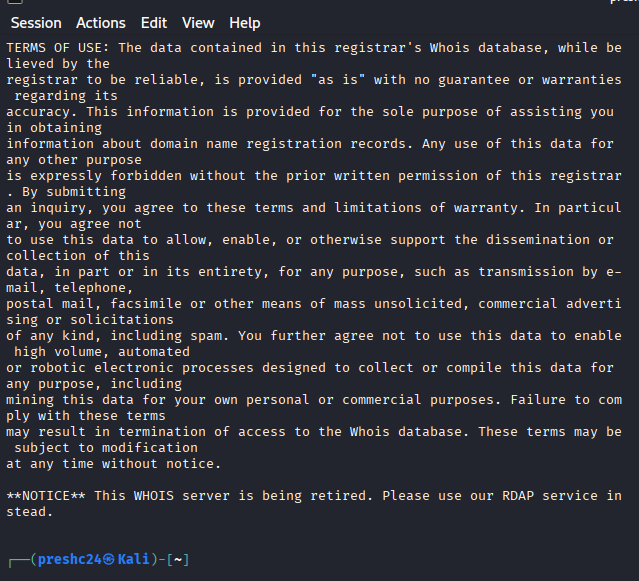 Session Actions Edit View Help
TERMS OF USE: The data contained in this registrar's Whois database, while be
lieved by the
registrar to be reliable, is provided "as is" with no guarantee or warranties
 regarding its
accuracy. This information is provided for the sole purpose of assisting you
in obtaining
information about domain name registration records. Any use of this data for
any other purpose
is expressly forbidden without the prior written permission of this registrar
. By submitting
an inquiry, you agree to these terms and limitations of warranty. In particul
ar, you agree not
to use this data to allow, enable, or otherwise support the dissemination or
collection of this
data, in part or in its entirety, for any purpose, such as transmission by e-
mail, telephone,
postal mail, facsimile or other means of mass unsolicited, commercial adverti
sing or solicitations
of any kind, including spam. You further agree not to use this data to enable
 high volume, automated
or robotic electronic processes designed to collect or compile this data for
any purpose, including
mining this data for your own personal or commercial purposes. Failure to com
ply with these terms
may result in termination of access to the Whois database. These terms may be
 subject to modification
at any time without notice.
**NOTICE** This WHOIS server is being retired. Please use our RDAP service in
stead.
┌──(preshc24㉿Kali)-[~]